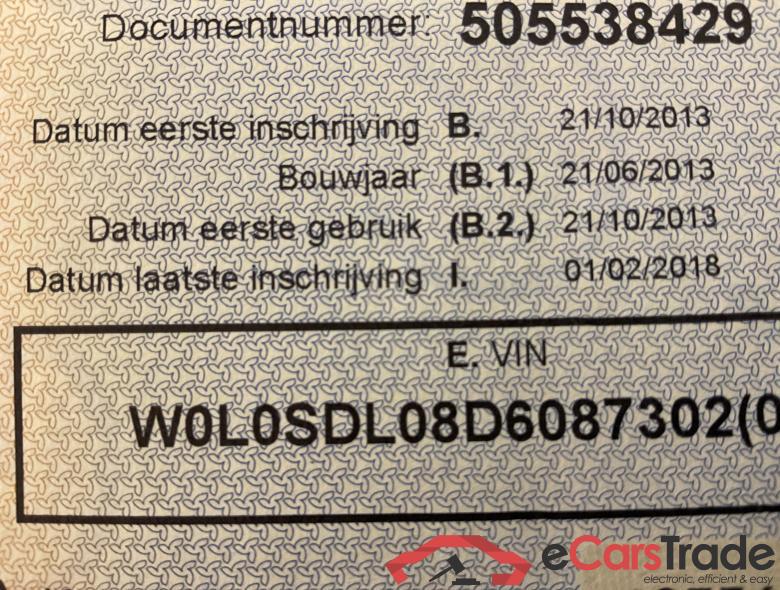 Documentnummer: 505538429
Datum eerste inschrijving B. 21/10/2013
Bouwjaar (B.1.) 21/06/2013
Datum eerste gebruik (B.2.) 21/10/2013
Datum laatste inschrijving I. 01/02/2018
E. VIN
W0L0SDL08D6087302(0
eCarsTrade
electronic, efficient & easy